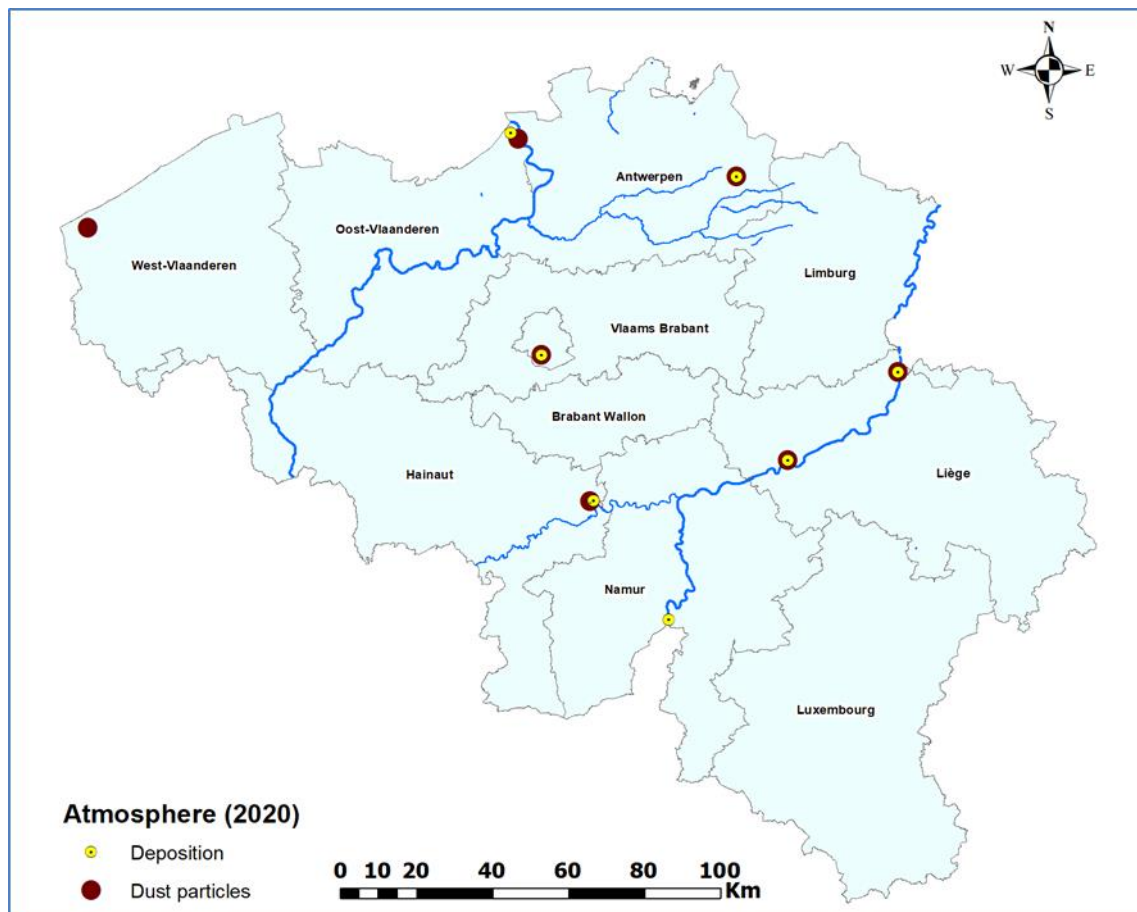 N
W E
S
Antwerpen
Oost-Vlaanderen
West-Vlaanderen
Limburg
Vlaams Brabant
Brabant Wallon
Hainaut
Liège
Namur
Luxembourg
Atmosphere (2020)
Deposition
Dust particles
0 10 20 40 60 80 100
Km